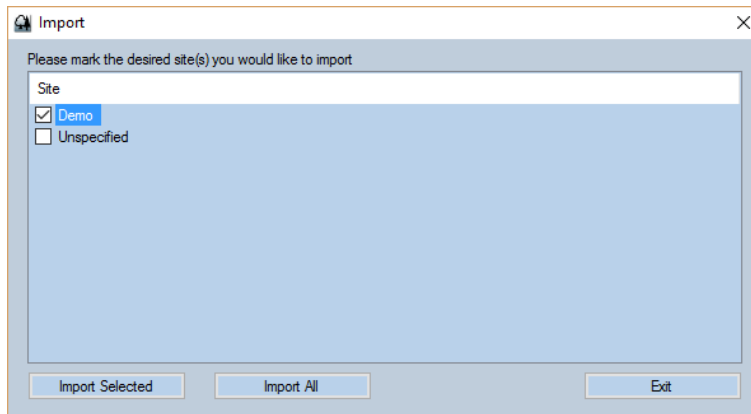 Import
Please mark the desired site(s) you would like to import
Site
Demo
Unspecified
Import Selected
Import All
Exit